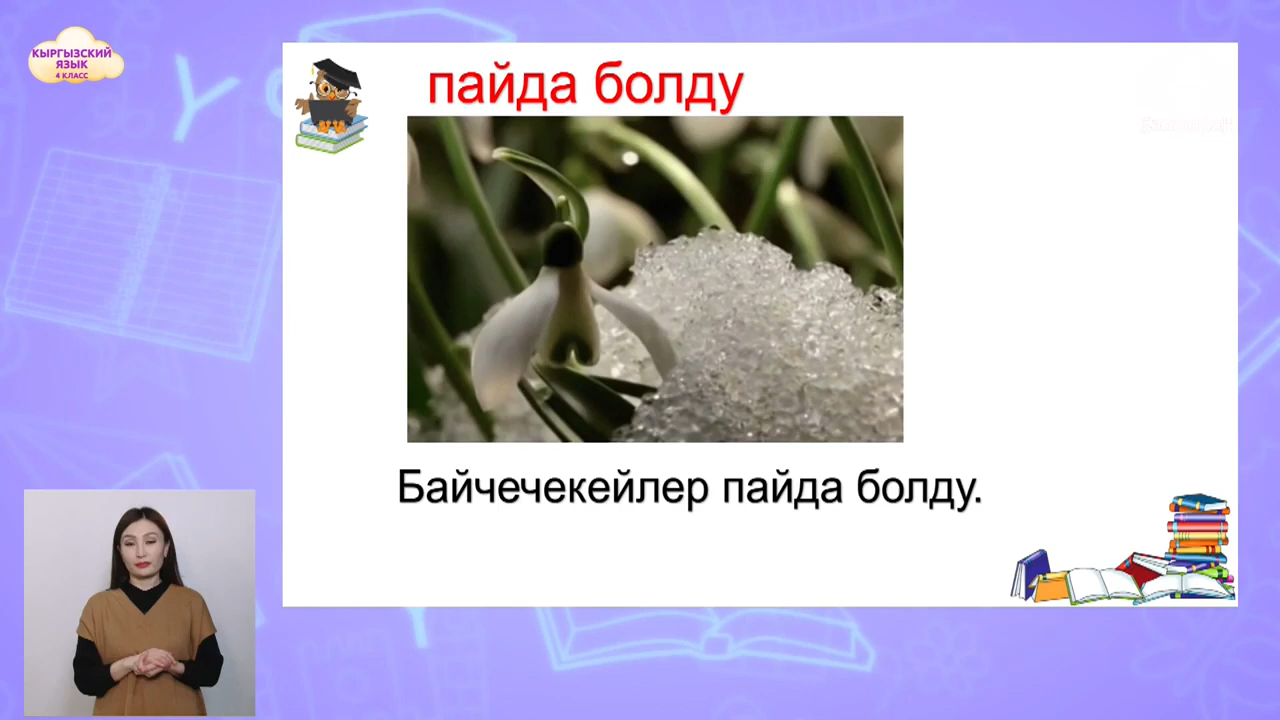 КЫРГЫЗСКИЙ
ЯЗЫК
4 КЛАСС
пайда болду
Байчечекейлер пайда болду.